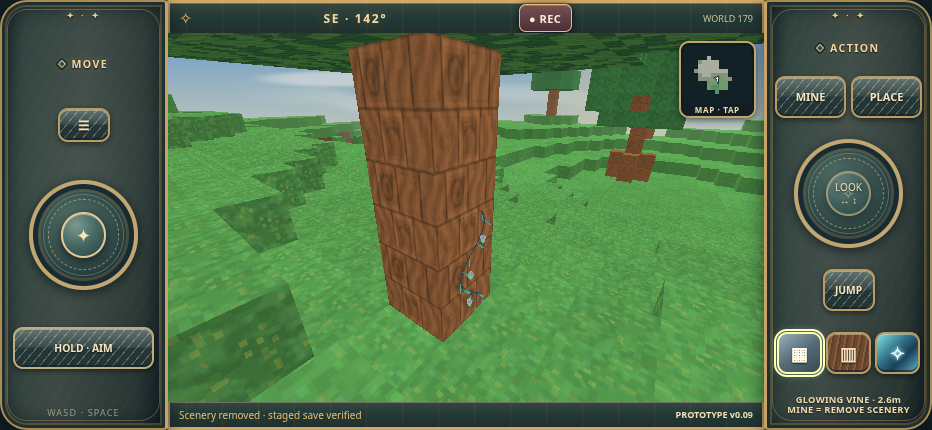 MOVE
HOLD · AIM
WASD · SPACE
SE · 142°
● REC
WORLD 179
1
MAP · TAP
Scenery removed · staged save verified
PROTOTYPE v0.09
ACTION
MINE
PLACE
LOOK
JUMP
GLOWING VINE · 2.6m
MINE = REMOVE SCENERY